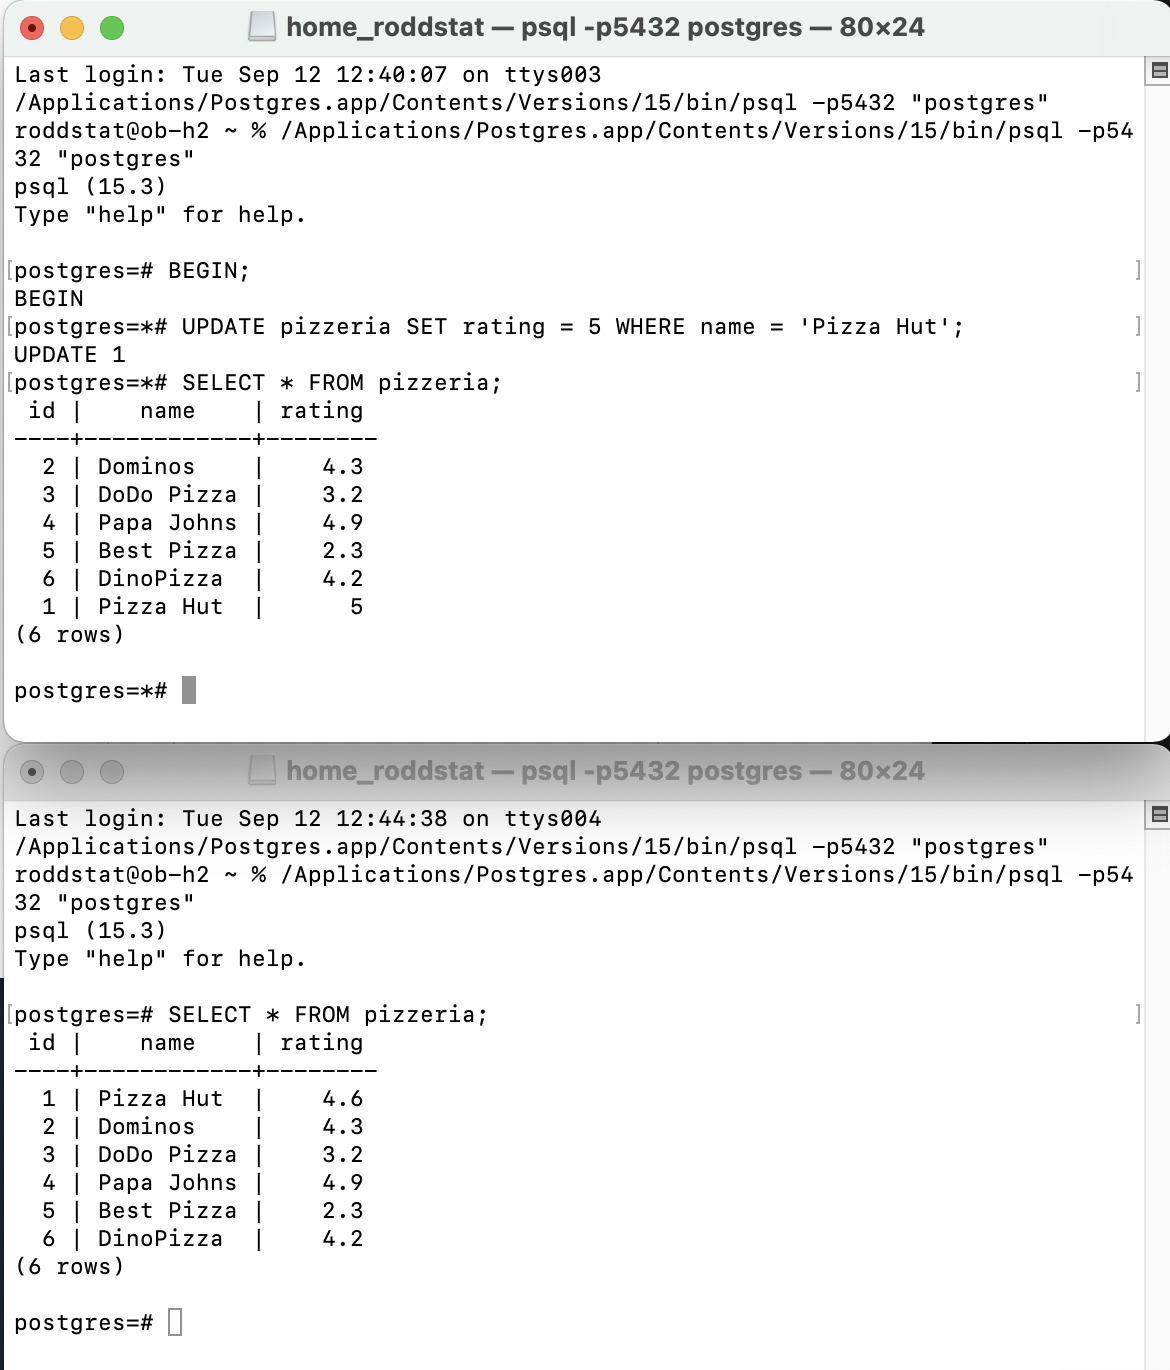 home_roddstat — psql -p5432 postgres — 80×24
Last login: Tue Sep 12 12:40:07 on ttys003
/Applications/Postgres.app/Contents/Versions/15/bin/psql -p5432 "postgres"
roddstat@ob-h2 ~ % /Applications/Postgres.app/Contents/Versions/15/bin/psql -p54
32 "postgres"
psql (15.3)
Type "help" for help.
[postgres=# BEGIN; ]
BEGIN
[postgres=*# UPDATE pizzeria SET rating = 5 WHERE name = 'Pizza Hut'; ]
UPDATE 1
[postgres=*# SELECT * FROM pizzeria; ]
 id |    name    | rating
----+------------+--------
  2 | Dominos    |    4.3
  3 | DoDo Pizza |    3.2
  4 | Papa Johns |    4.9
  5 | Best Pizza |    2.3
  6 | DinoPizza  |    4.2
  1 | Pizza Hut  |      5
(6 rows)
postgres=*#
home_roddstat — psql -p5432 postgres — 80×24
Last login: Tue Sep 12 12:44:38 on ttys004
/Applications/Postgres.app/Contents/Versions/15/bin/psql -p5432 "postgres"
roddstat@ob-h2 ~ % /Applications/Postgres.app/Contents/Versions/15/bin/psql -p54
32 "postgres"
psql (15.3)
Type "help" for help.
[postgres=# SELECT * FROM pizzeria; ]
 id |    name    | rating
----+------------+--------
  1 | Pizza Hut  |    4.6
  2 | Dominos    |    4.3
  3 | DoDo Pizza |    3.2
  4 | Papa Johns |    4.9
  5 | Best Pizza |    2.3
  6 | DinoPizza  |    4.2
(6 rows)
postgres=#